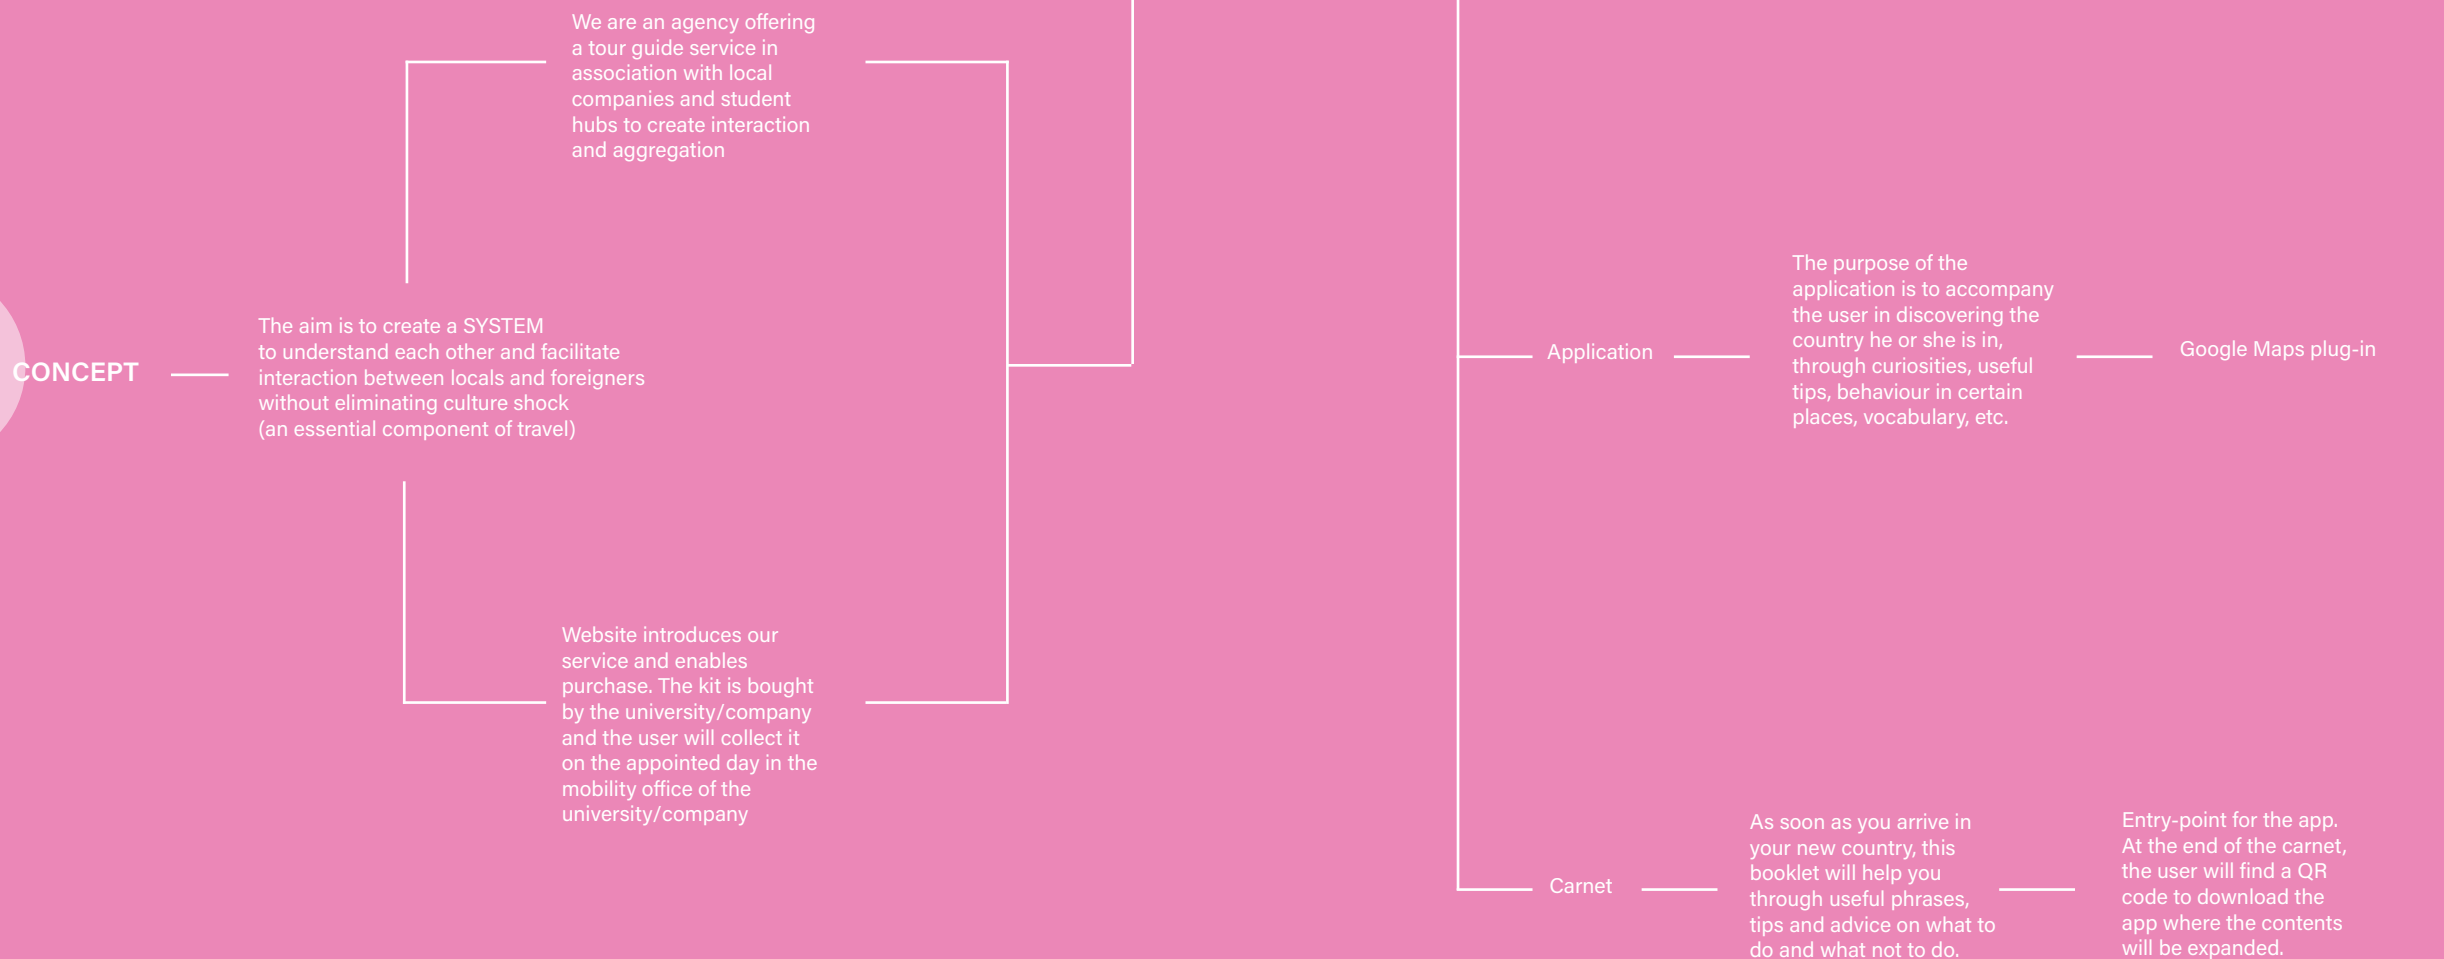 We are an agency offering
a tour guide service in
association with local
companies and student
hubs to create interaction
and aggregation
CONCEPT
The aim is to create a SYSTEM
to understand each other and facilitate
interaction between locals and foreigners
without eliminating culture shock
(an essential component of travel)
Website introduces our
service and enables
purchase. The kit is bought
by the university/company
and the user will collect it
on the appointed day in the
mobility office of the
university/company
Application
The purpose of the
application is to accompany
the user in discovering the
country he or she is in,
through curiosities, useful
tips, behaviour in certain
places, vocabulary, etc.
Google Maps plug-in
Carnet
As soon as you arrive in
your new country, this
booklet will help you
through useful phrases,
tips and advice on what to
do and what not to do.
Entry-point for the app.
At the end of the carnet,
the user will find a QR
code to download the
app where the contents
will be expanded.